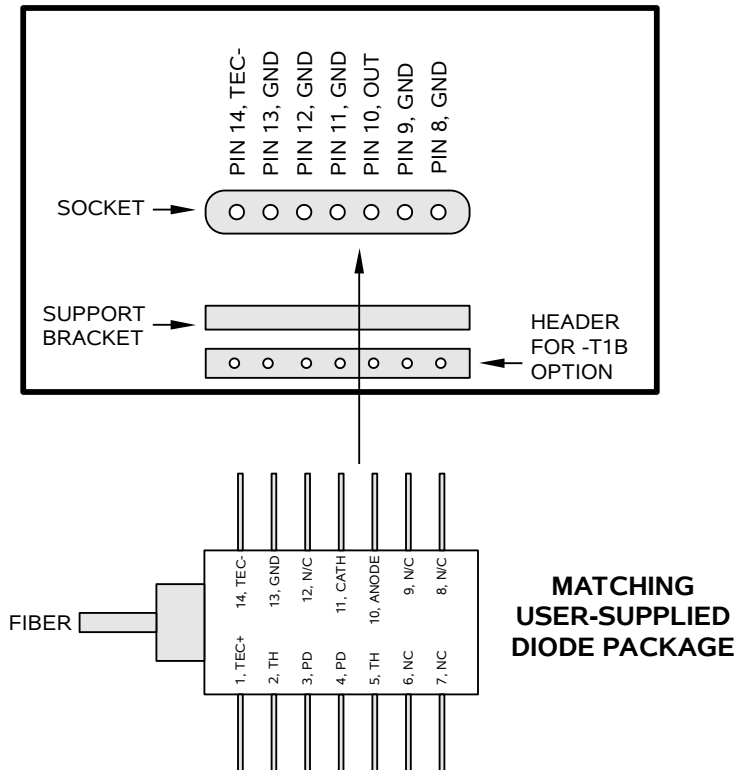 PIN 14, TEC-
PIN 13, GND
PIN 12, GND
PIN 11, GND
PIN 10, OUT
PIN 9, GND
PIN 8, GND
SOCKET
SUPPORT
BRACKET
HEADER
FOR -T1B
OPTION
14, TEC-
13, GND
12, N/C
11, CATH
10, ANODE
9, N/C
8, N/C
FIBER
1, TEC+
2, TH
3, PD
4, PD
5, TH
6, NC
7, NC
MATCHING
USER-SUPPLIED
DIODE PACKAGE